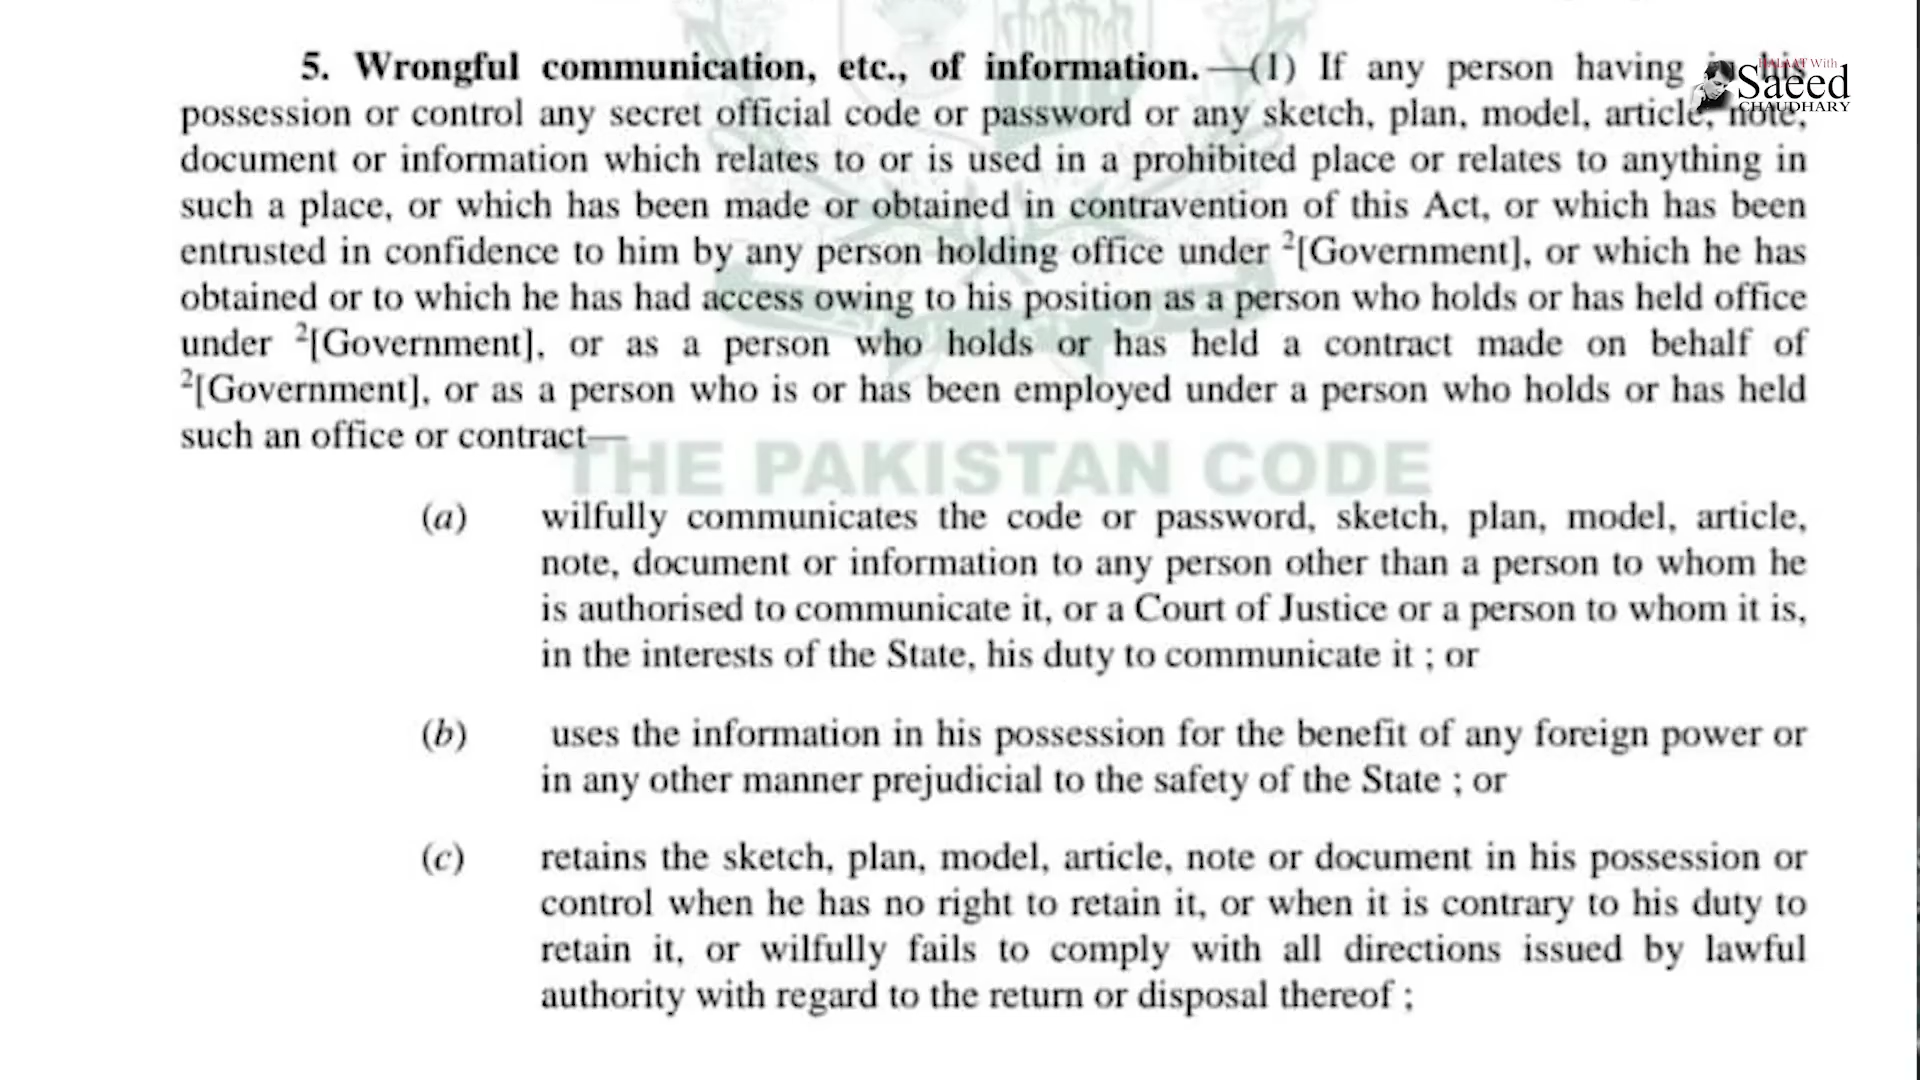 5. Wrongful communication, etc., of information.—(1) If any person having in his
possession or control any secret official code or password or any sketch, plan, model, article, note,
document or information which relates to or is used in a prohibited place or relates to anything in
such a place, or which has been made or obtained in contravention of this Act, or which has been
entrusted in confidence to him by any person holding office under ²[Government], or which he has
obtained or to which he has had access owing to his position as a person who holds or has held office
under ²[Government], or as a person who holds or has held a contract made on behalf of
²[Government], or as a person who is or has been employed under a person who holds or has held
such an office or contract—
THE PAKISTAN CODE
(a) wilfully communicates the code or password, sketch, plan, model, article,
note, document or information to any person other than a person to whom he
is authorised to communicate it, or a Court of Justice or a person to whom it is,
in the interests of the State, his duty to communicate it ; or
(b) uses the information in his possession for the benefit of any foreign power or
in any other manner prejudicial to the safety of the State ; or
(c) retains the sketch, plan, model, article, note or document in his possession or
control when he has no right to retain it, or when it is contrary to his duty to
retain it, or wilfully fails to comply with all directions issued by lawful
authority with regard to the return or disposal thereof ;
HALAAT With
Saeed
CHAUDHARY